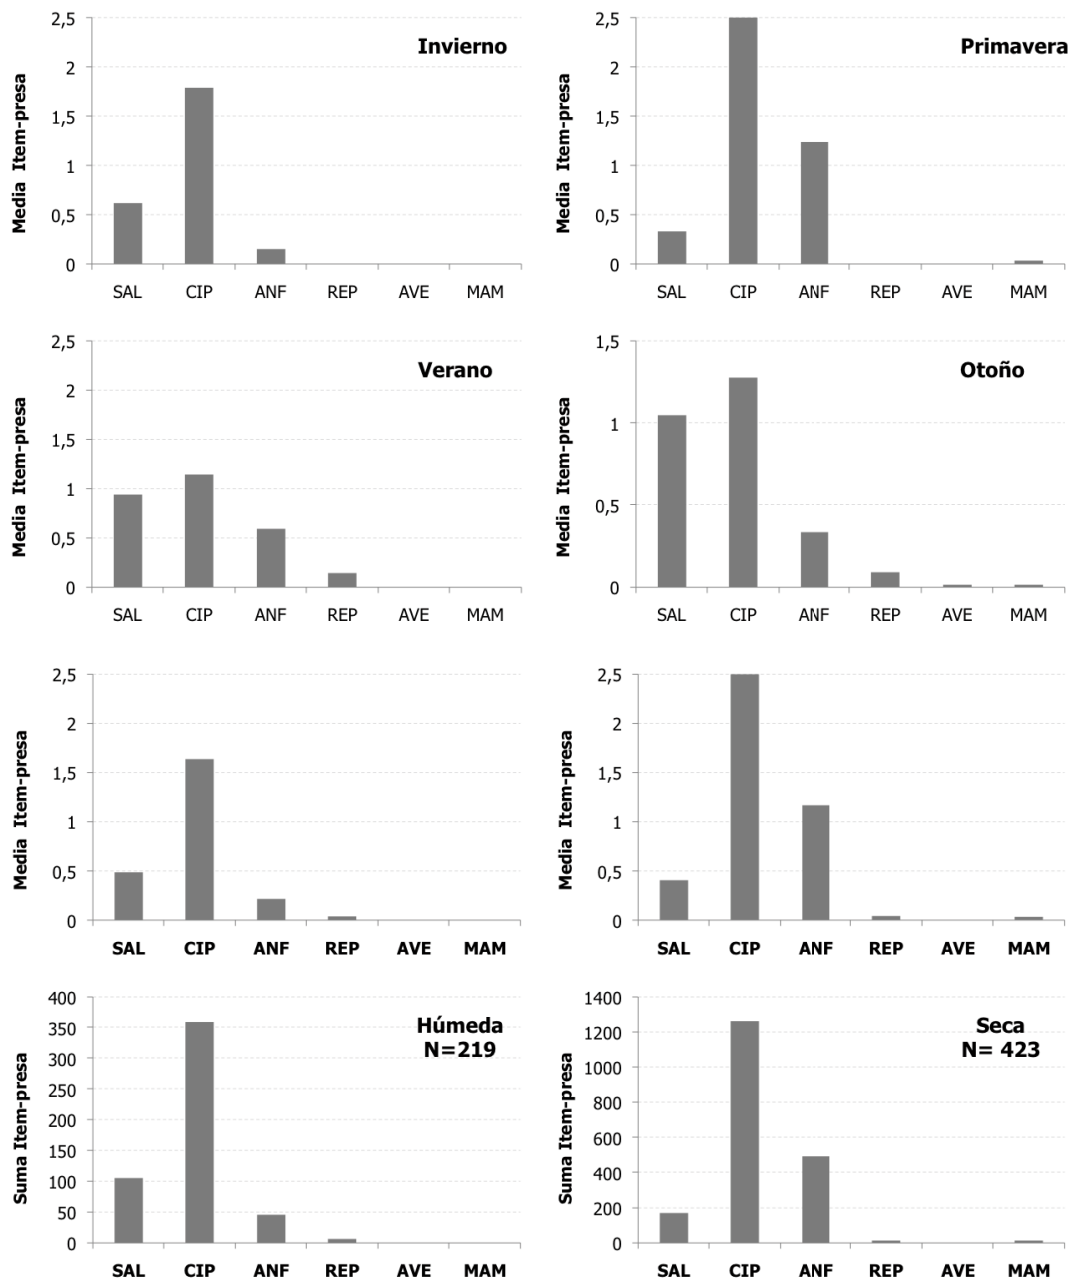 Invierno
Media Item-presa
2,5
2
1,5
1
0,5
0
SAL CIP ANF REP AVE MAM
Primavera
Media Item-presa
2,5
2
1,5
1
0,5
0
SAL CIP ANF REP AVE MAM
Verano
Media Item-presa
2,5
2
1,5
1
0,5
0
SAL CIP ANF REP AVE MAM
Otoño
Media Item-presa
1,5
1
0,5
0
SAL CIP ANF REP AVE MAM
Media Item-presa
2,5
2
1,5
1
0,5
0
SAL CIP ANF REP AVE MAM
Media Item-presa
2,5
2
1,5
1
0,5
0
SAL CIP ANF REP AVE MAM
Húmeda
N=219
Suma Item-presa
400
350
300
250
200
150
100
50
0
SAL CIP ANF REP AVE MAM
Seca
N= 423
Suma Item-presa
1400
1200
1000
800
600
400
200
0
SAL CIP ANF REP AVE MAM